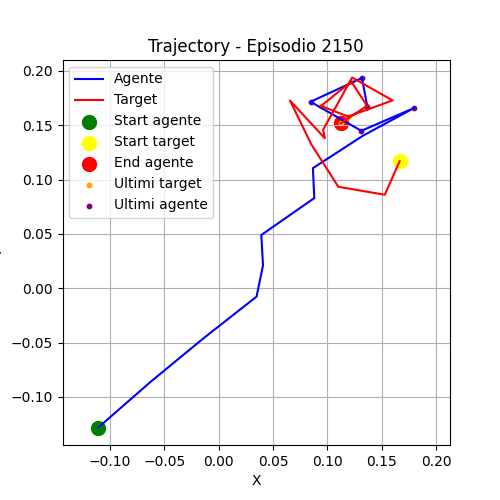 Trajectory - Episodio 2150
Agente
Target
Start agente
Start target
End agente
Ultimi target
Ultimi agente
0.20
0.15
0.10
0.05
0.00
−0.05
−0.10
−0.10
−0.05
0.00
0.05
0.10
0.15
0.20
X